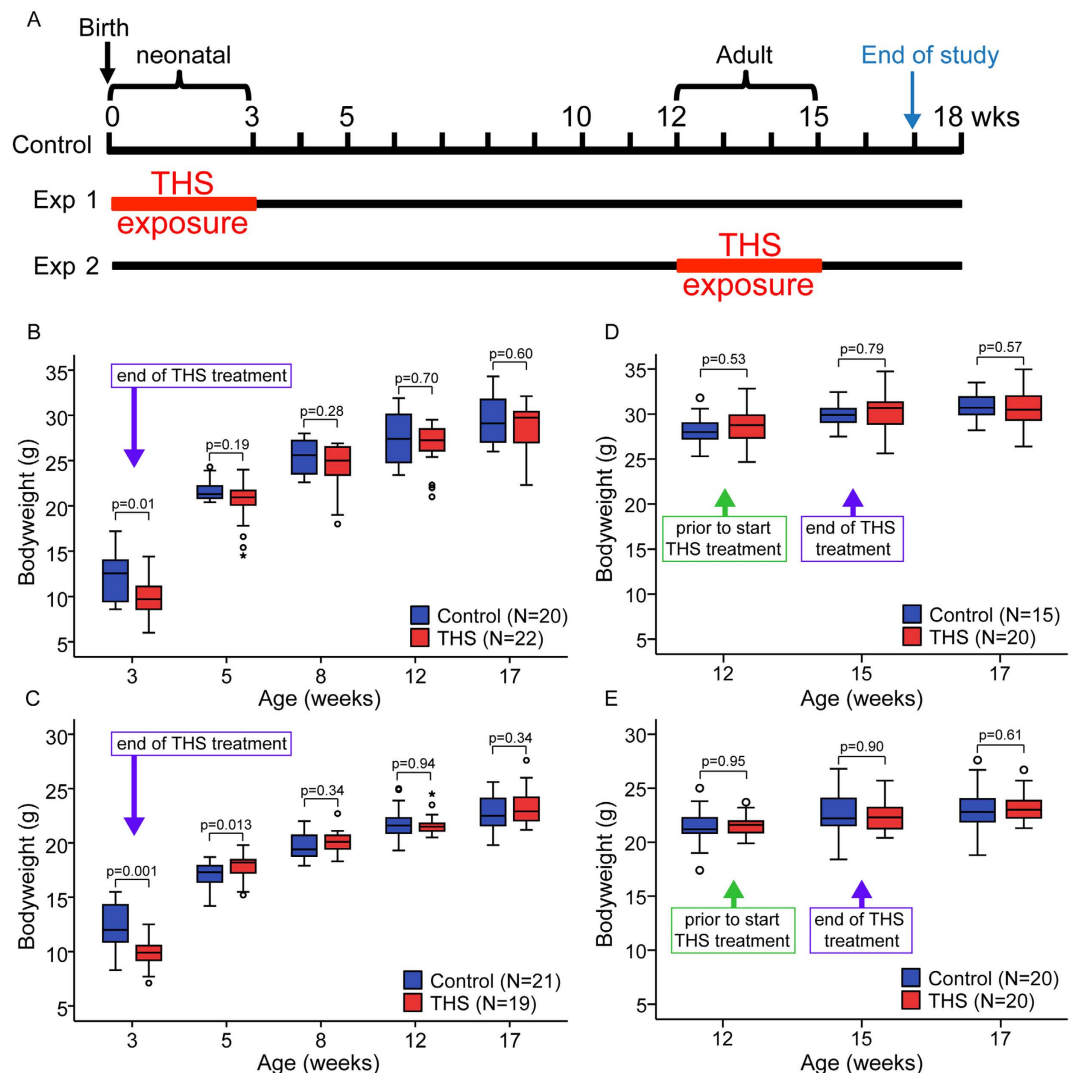 A
Birth
neonatal
Adult
End of study
0 3 5 10 12 15 18 wks
Control
Exp 1
THS
exposure
Exp 2
THS
exposure
B
Bodyweight (g)
35
30
25
20
15
10
5
end of THS treatment
p=0.01
p=0.19
p=0.28
p=0.70
p=0.60
*
Control (N=20)
THS (N=22)
3 5 8 12 17
Age (weeks)
D
Bodyweight (g)
35
30
25
20
15
10
5
p=0.53
p=0.79
p=0.57
prior to start
THS treatment
end of THS
treatment
Control (N=15)
THS (N=20)
12 15 17
Age (weeks)
C
Bodyweight (g)
30
25
20
15
10
5
end of THS treatment
p=0.001
p=0.013
p=0.34
p=0.94
p=0.34
*
Control (N=21)
THS (N=19)
3 5 8 12 17
Age (weeks)
E
Bodyweight (g)
30
25
20
15
10
5
p=0.95
p=0.90
p=0.61
prior to start
THS treatment
end of THS
treatment
Control (N=20)
THS (N=20)
12 15 17
Age (weeks)